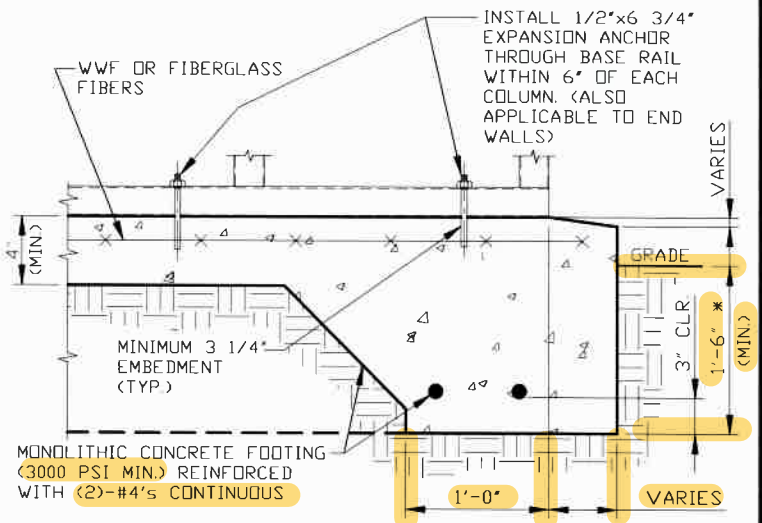 INSTALL 1/2"x6 3/4"
EXPANSION ANCHOR
THROUGH BASE RAIL
WITHIN 6" OF EACH
COLUMN. (ALSO
APPLICABLE TO END
WALLS)
WWF OR FIBERGLASS
FIBERS
VARIES
4"
(MIN.)
GRADE
3" CLR
1'-6" *
(MIN.)
MINIMUM 3 1/4"
EMBEDMENT
(TYP.)
MONOLITHIC CONCRETE FOOTING
(3000 PSI MIN.) REINFORCED
WITH (2)-#4's CONTINUOUS
1'-0"
VARIES